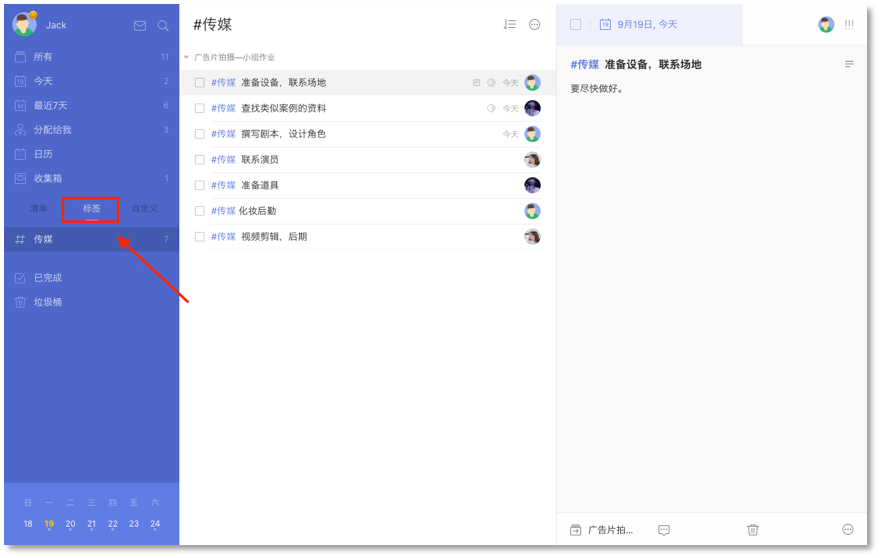 Jack
所有 11
19 今天 2
M 最近7天 6
分配给我 3
日历
收集箱 1
清单 标签 自定义
# 传媒 7
已完成
垃圾桶
日 一 二 三 四 五 六
18 19 20 21 22 23 24
#传媒
广告片拍摄—小组作业
#传媒 准备设备，联系场地 今天
#传媒 查找类似案例的资料 今天
#传媒 撰写剧本，设计角色 今天
#传媒 联系演员
#传媒 准备道具
#传媒 化妆后勤
#传媒 视频剪辑，后期
19 9月19日, 今天 !!!
#传媒 准备设备，联系场地
要尽快做好。
广告片拍...